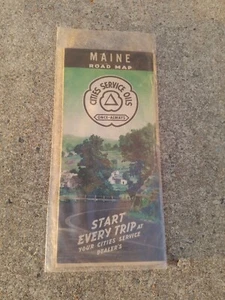 MAINE
ROAD MAP
CITIES SERVICE OILS
ONCE-ALWAYS
START
EVERY TRIP AT
YOUR CITIES SERVICE
DEALER'S